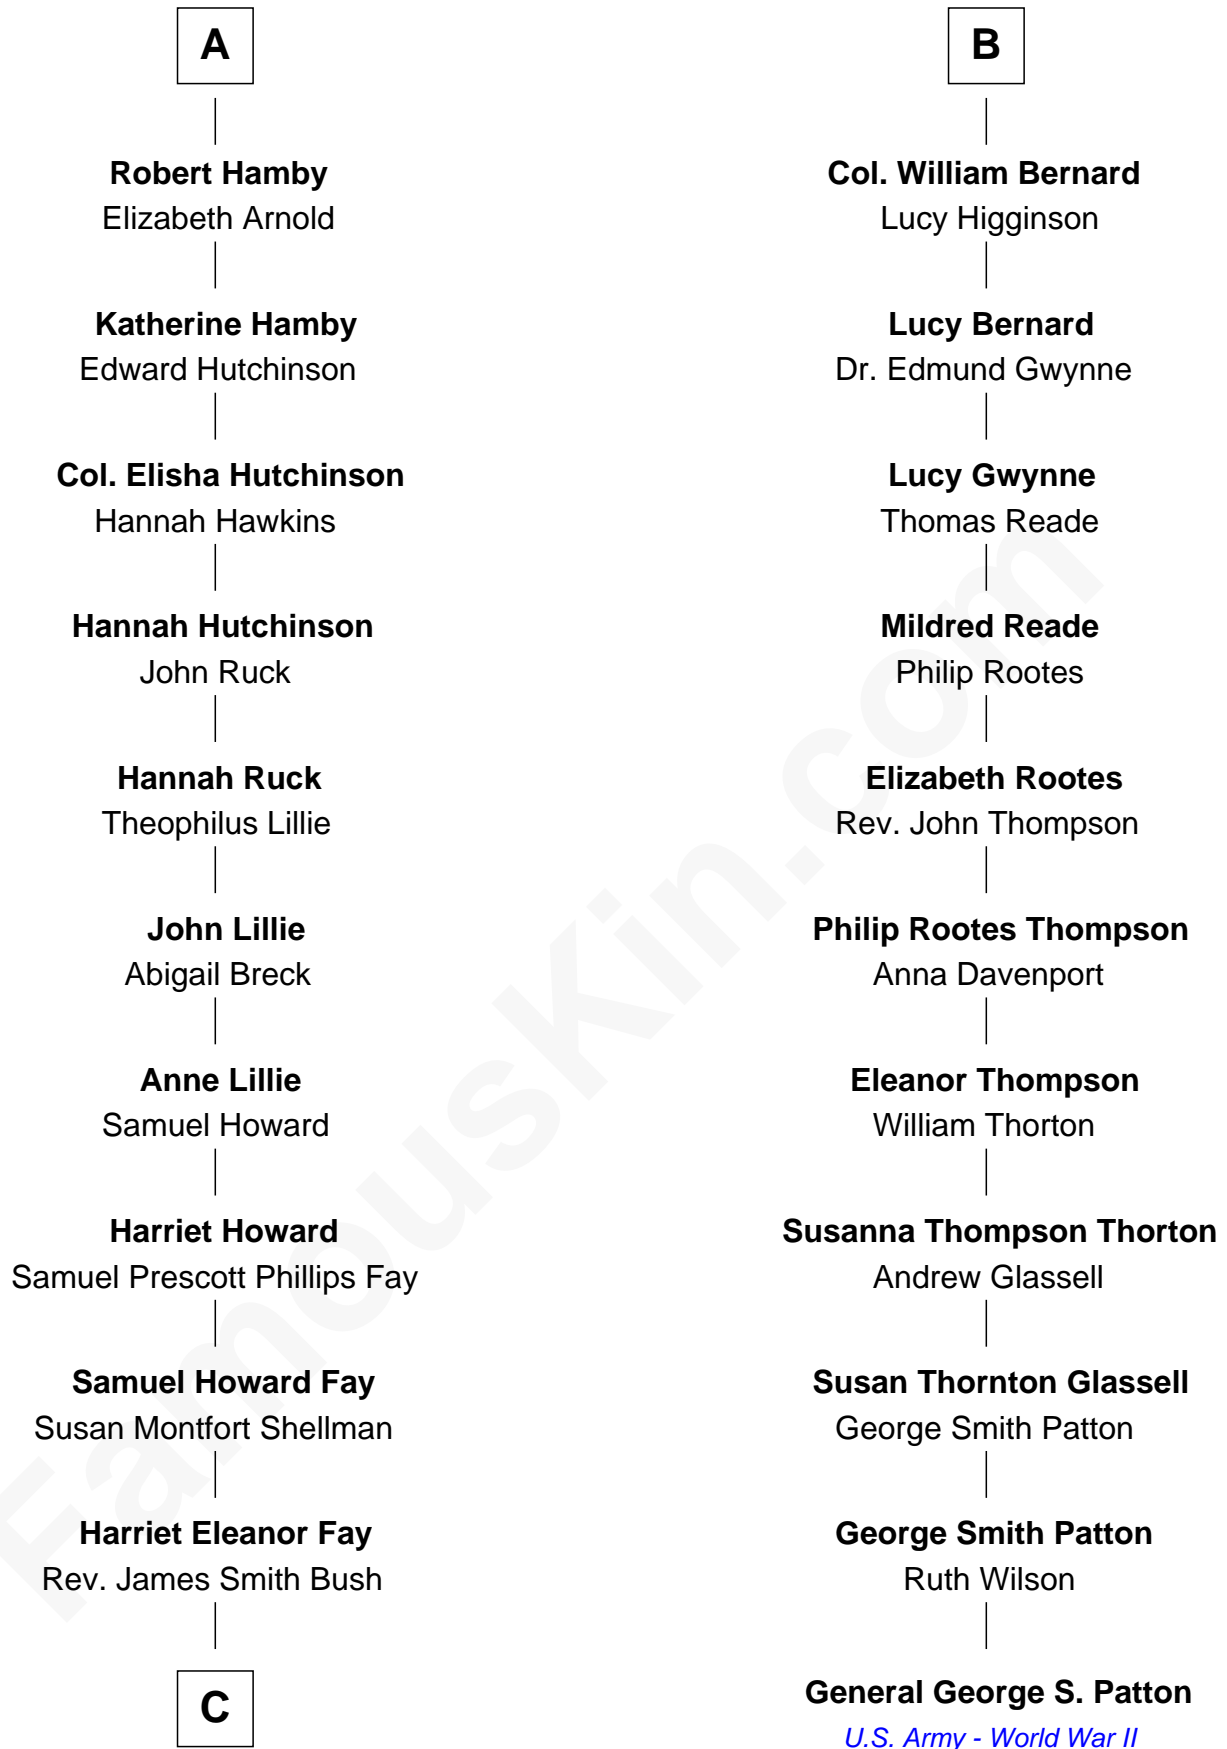 A
Robert Hamby
Elizabeth Arnold
Katherine Hamby
Edward Hutchinson
Col. Elisha Hutchinson
Hannah Hawkins
Hannah Hutchinson
John Ruck
Hannah Ruck
Theophilus Lillie
John Lillie
Abigail Breck
Anne Lillie
Samuel Howard
Harriet Howard
Samuel Prescott Phillips Fay
Samuel Howard Fay
Susan Montfort Shellman
Harriet Eleanor Fay
Rev. James Smith Bush
C
B
Col. William Bernard
Lucy Higginson
Lucy Bernard
Dr. Edmund Gwynne
Lucy Gwynne
Thomas Reade
Mildred Reade
Philip Rootes
Elizabeth Rootes
Rev. John Thompson
Philip Rootes Thompson
Anna Davenport
Eleanor Thompson
William Thorton
Susanna Thompson Thorton
Andrew Glassell
Susan Thornton Glassell
George Smith Patton
George Smith Patton
Ruth Wilson
General George S. Patton
U.S. Army - World War II
FamousKin.com